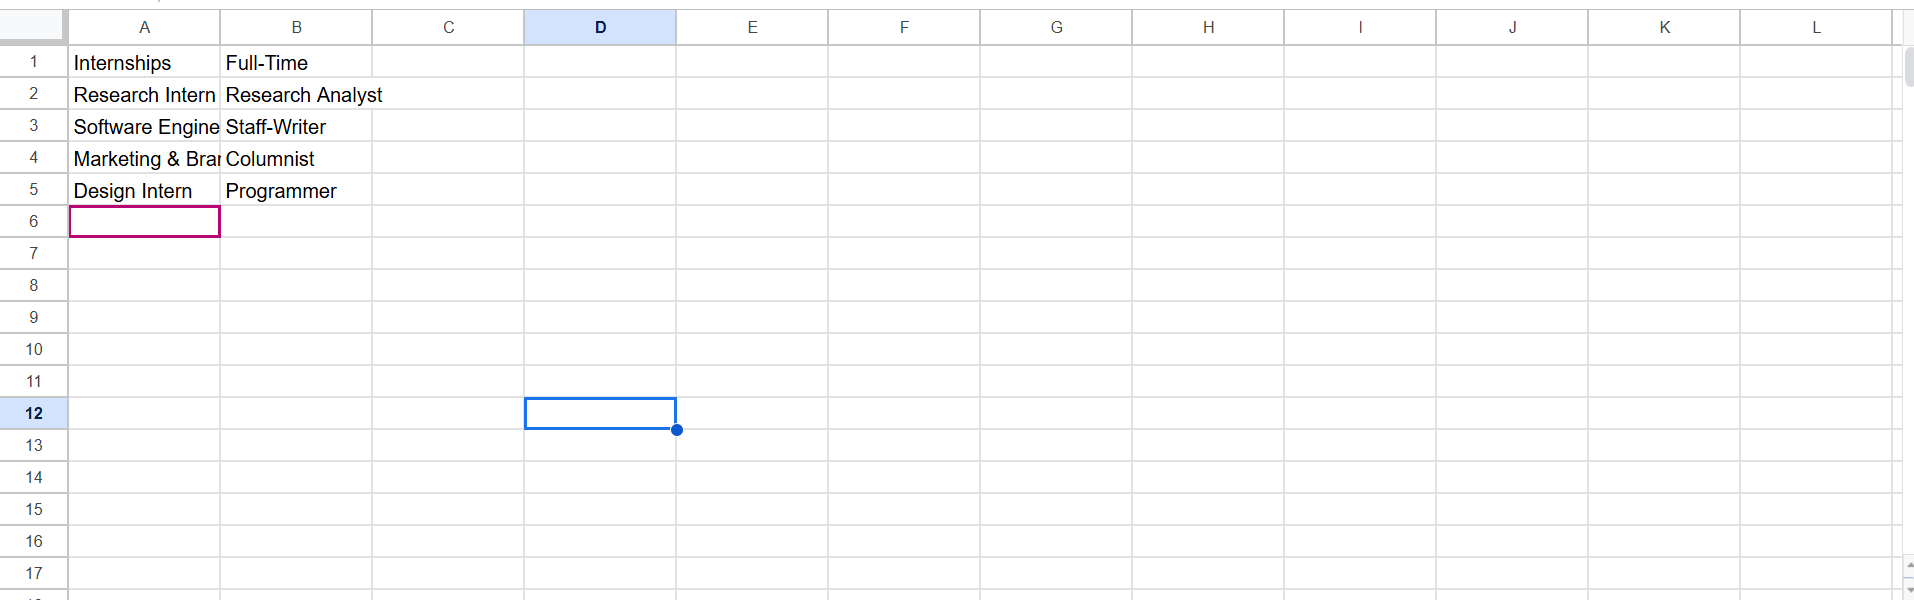 A B C D E F G H I J K L
1 Internships Full-Time
2 Research Intern Research Analyst
3 Software Engine Staff-Writer
4 Marketing & Bran Columnist
5 Design Intern Programmer
6
7
8
9
10
11
12
13
14
15
16
17